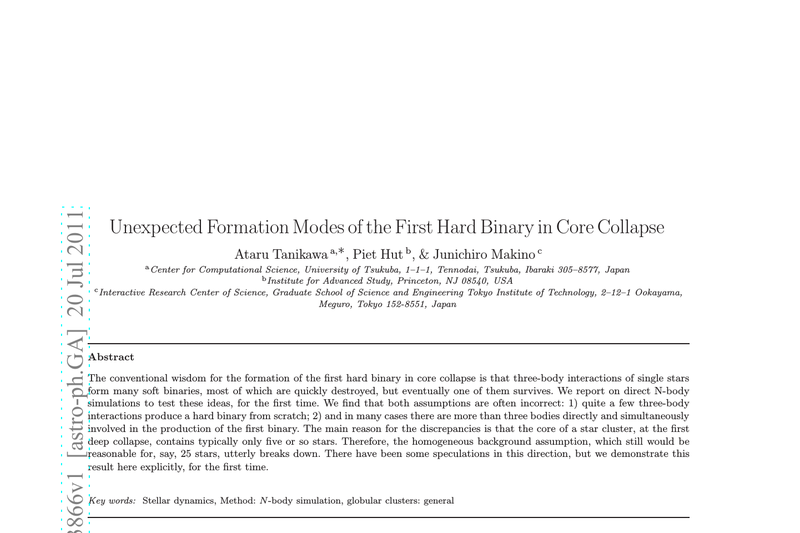 Unexpected Formation Modes of the First Hard Binary in Core Collapse
Ataru Tanikawa a,*, Piet Hut b, & Junichiro Makino c
a Center for Computational Science, University of Tsukuba, 1–1–1, Tennodai, Tsukuba, Ibaraki 305–8577, Japan
b Institute for Advanced Study, Princeton, NJ 08540, USA
c Interactive Research Center of Science, Graduate School of Science and Engineering Tokyo Institute of Technology, 2–12–1 Ookayama,
Meguro, Tokyo 152-8551, Japan
Abstract
The conventional wisdom for the formation of the first hard binary in core collapse is that three-body interactions of single stars
form many soft binaries, most of which are quickly destroyed, but eventually one of them survives. We report on direct N-body
simulations to test these ideas, for the first time. We find that both assumptions are often incorrect: 1) quite a few three-body
interactions produce a hard binary from scratch; 2) and in many cases there are more than three bodies directly and simultaneously
involved in the production of the first binary. The main reason for the discrepancies is that the core of a star cluster, at the first
deep collapse, contains typically only five or so stars. Therefore, the homogeneous background assumption, which still would be
reasonable for, say, 25 stars, utterly breaks down. There have been some speculations in this direction, but we demonstrate this
result here explicitly, for the first time.
Key words: Stellar dynamics, Method: N-body simulation, globular clusters: general
3866v1 [astro-ph.GA] 20 Jul 2011